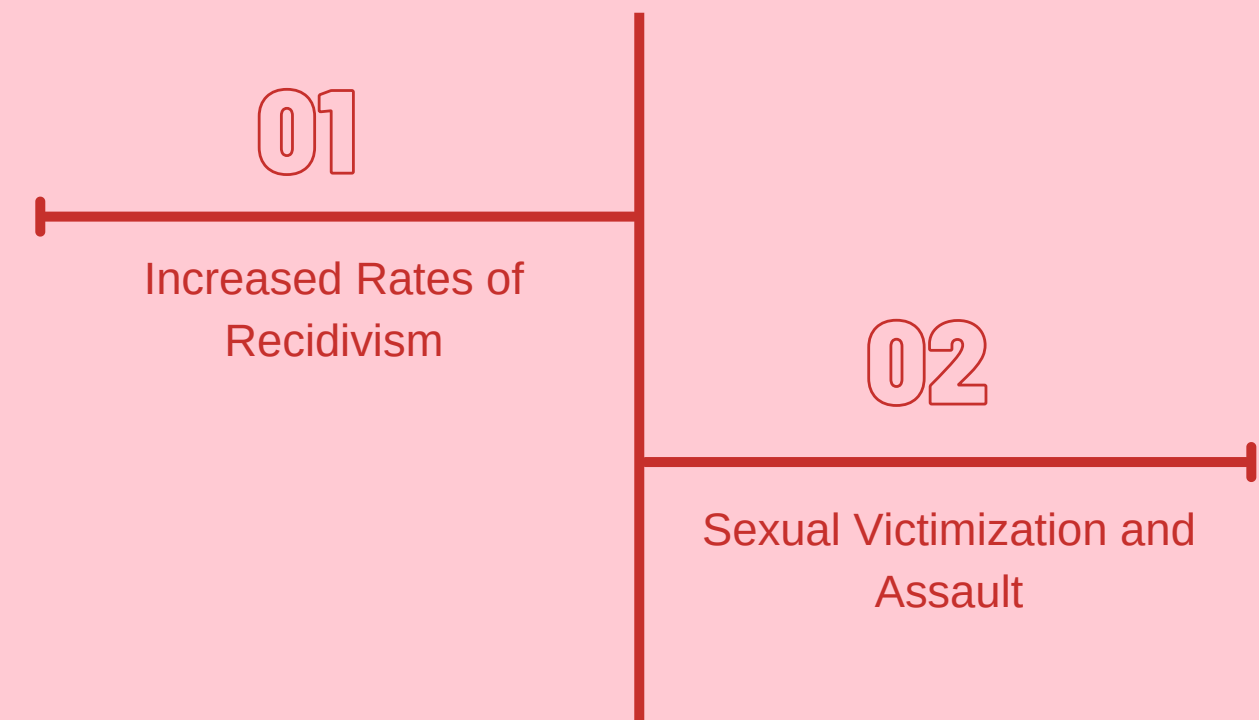 01
Increased Rates of
Recidivism
02
Sexual Victimization and
Assault